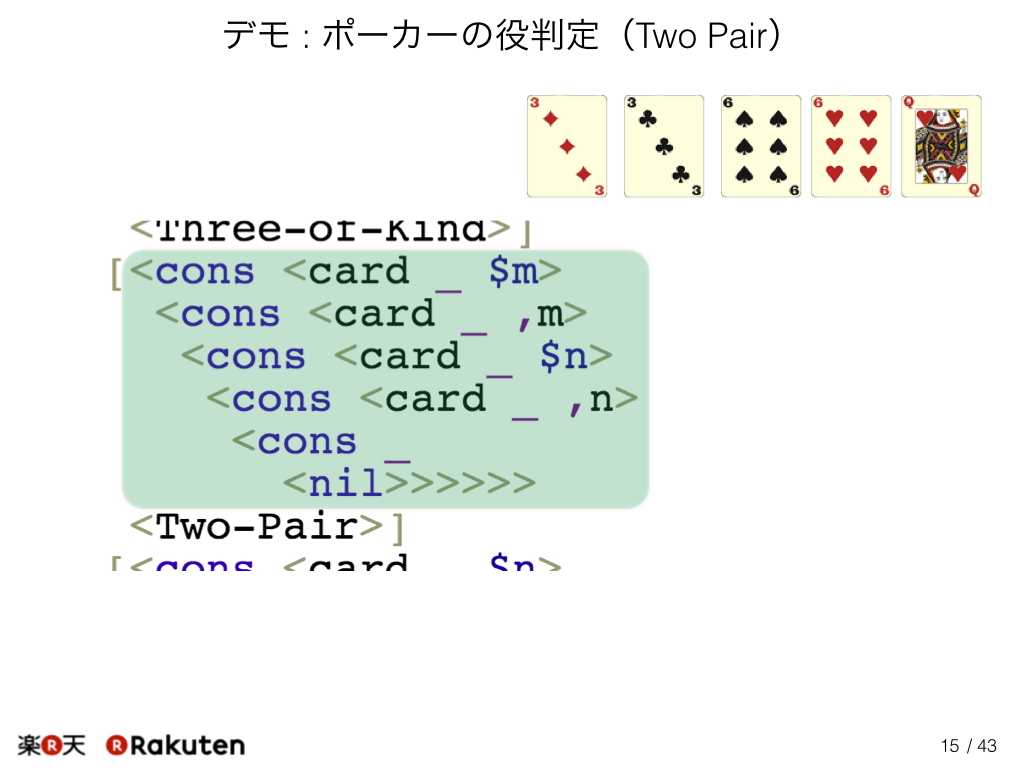 デモ : ポーカーの役判定（Two Pair）
3 3 6 6 Q
3 3 6 6 Q
<Three-of-Kind>]
[<cons <card _ $m>
<cons <card _ ,m>
<cons <card _ $n>
<cons <card _ ,n>
<cons _
<nil>>>>>>
<Two-Pair>]
[<cons <card _ $n>
楽R天 R Rakuten
15 / 43